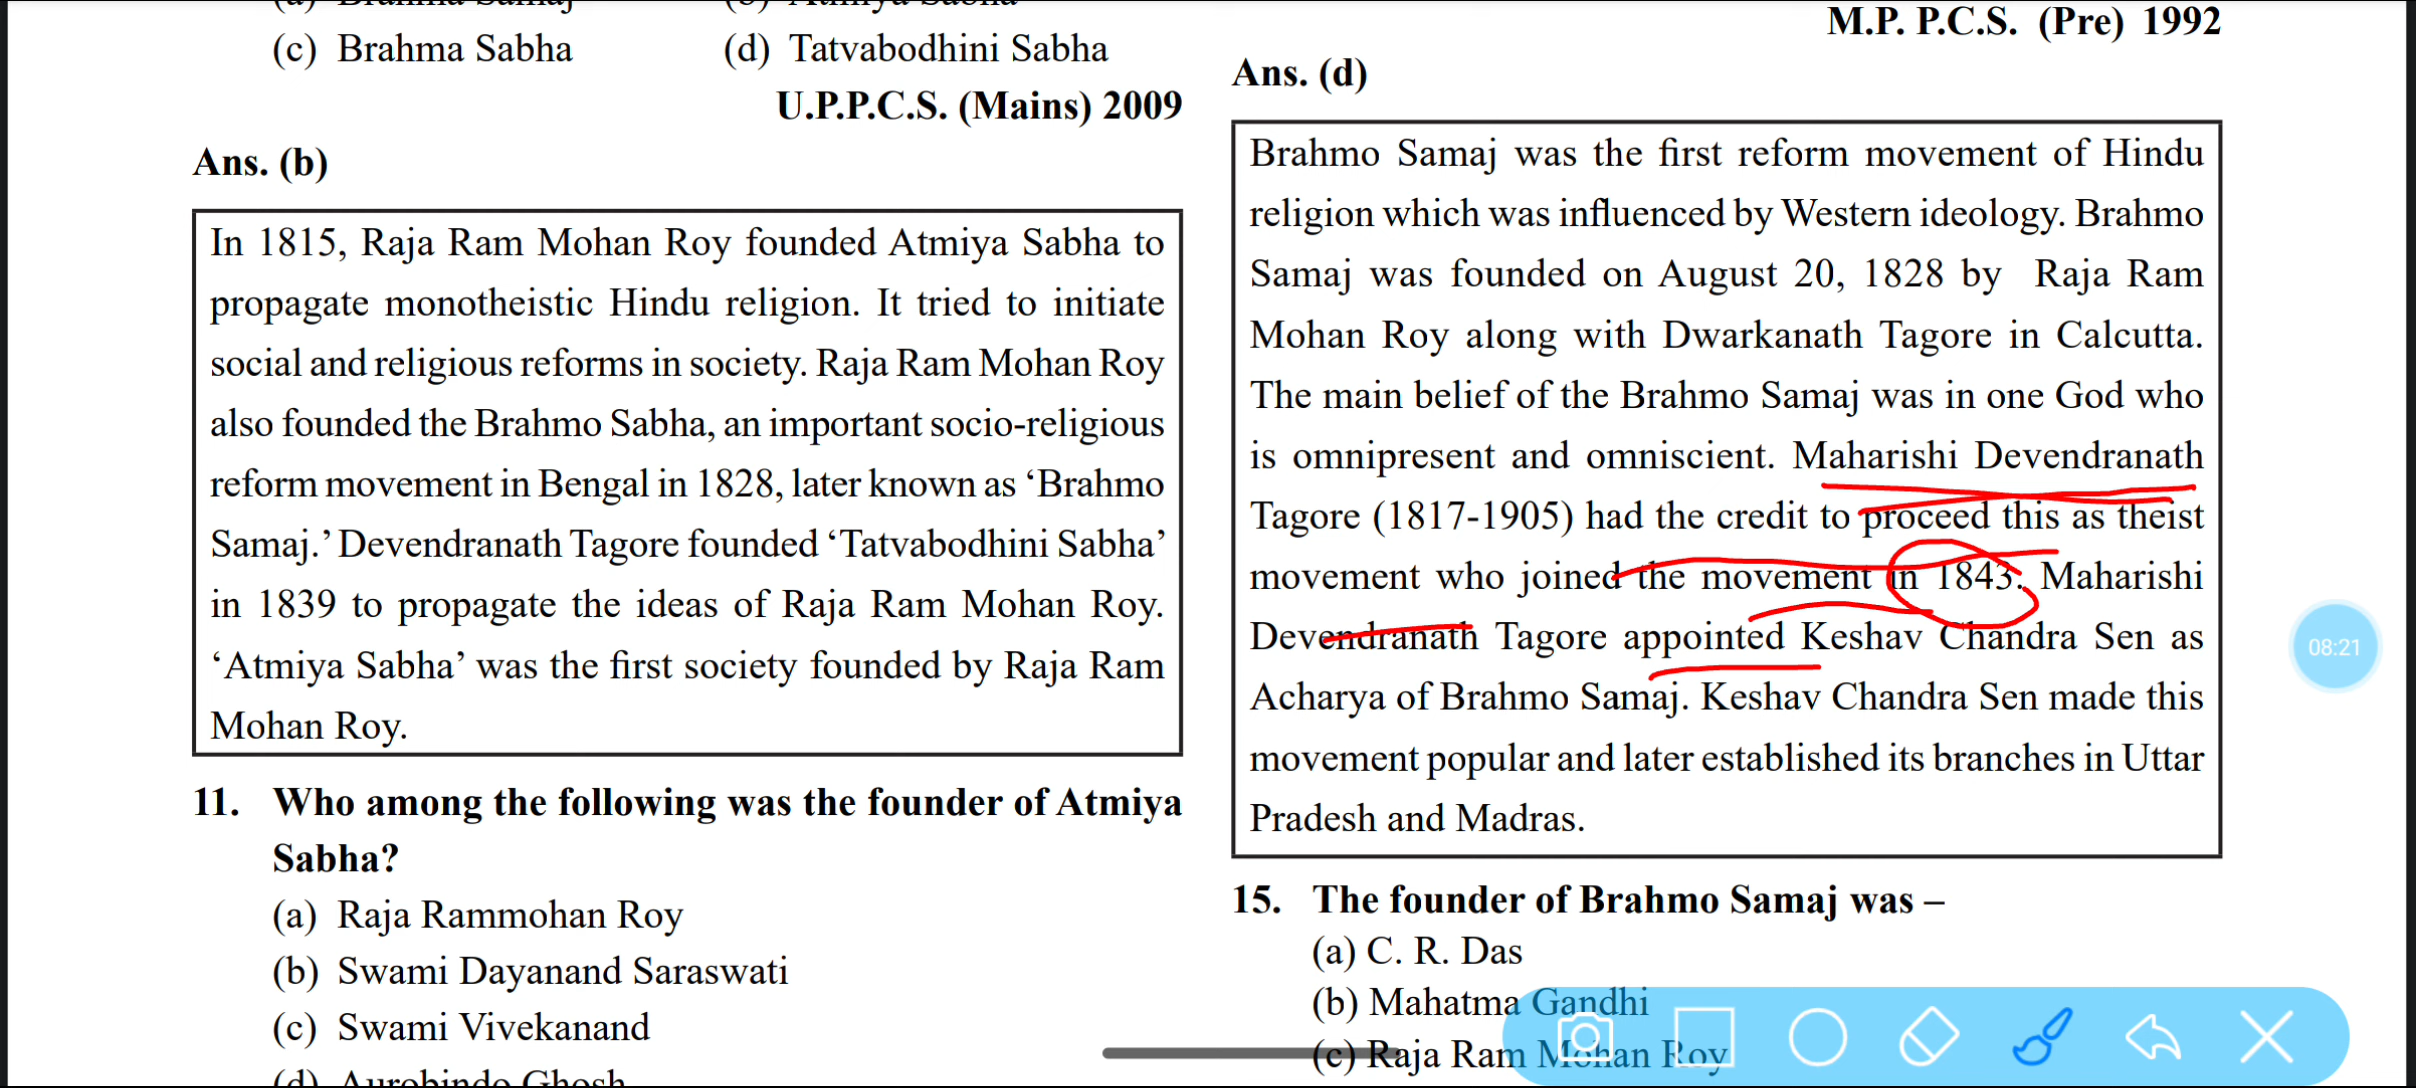 (a) Brahma Samaj (b) Atmiya Sabha
(c) Brahma Sabha (d) Tatvabodhini Sabha
U.P.P.C.S. (Mains) 2009
Ans. (b)
In 1815, Raja Ram Mohan Roy founded Atmiya Sabha to
propagate monotheistic Hindu religion. It tried to initiate
social and religious reforms in society. Raja Ram Mohan Roy
also founded the Brahmo Sabha, an important socio-religious
reform movement in Bengal in 1828, later known as ‘Brahmo
Samaj.’ Devendranath Tagore founded ‘Tatvabodhini Sabha’
in 1839 to propagate the ideas of Raja Ram Mohan Roy.
‘Atmiya Sabha’ was the first society founded by Raja Ram
Mohan Roy.
11. Who among the following was the founder of Atmiya
Sabha?
(a) Raja Rammohan Roy
(b) Swami Dayanand Saraswati
(c) Swami Vivekanand
(d) Aurobindo Ghosh
M.P. P.C.S. (Pre) 1992
Ans. (d)
Brahmo Samaj was the first reform movement of Hindu
religion which was influenced by Western ideology. Brahmo
Samaj was founded on August 20, 1828 by Raja Ram
Mohan Roy along with Dwarkanath Tagore in Calcutta.
The main belief of the Brahmo Samaj was in one God who
is omnipresent and omniscient. Maharishi Devendranath
Tagore (1817-1905) had the credit to proceed this as theist
movement who joined the movement in 1843. Maharishi
Devendranath Tagore appointed Keshav Chandra Sen as
Acharya of Brahmo Samaj. Keshav Chandra Sen made this
movement popular and later established its branches in Uttar
Pradesh and Madras.
15. The founder of Brahmo Samaj was –
(a) C. R. Das
(b) Mahatma Gandhi
(c) Raja Ram Mohan Roy
08:21